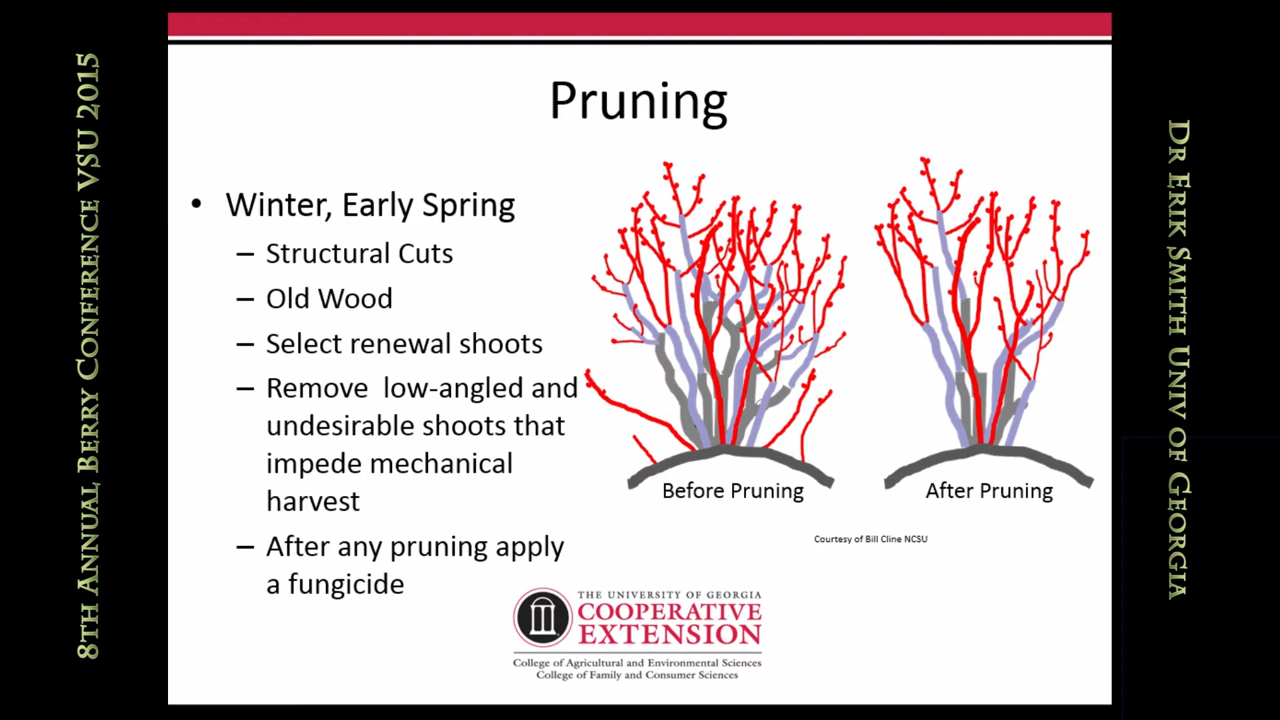 8TH ANNUAL BERRY CONFERENCE VSU 2015
Pruning
• Winter, Early Spring
– Structural Cuts
– Old Wood
– Select renewal shoots
– Remove low-angled and
undesirable shoots that
impede mechanical
harvest
– After any pruning apply
a fungicide
Before Pruning
After Pruning
Courtesy of Bill Cline NCSU
THE UNIVERSITY OF GEORGIA
COOPERATIVE
EXTENSION
College of Agricultural and Environmental Sciences
College of Family and Consumer Sciences
DR ERIK SMITH UNIV OF GEORGIA